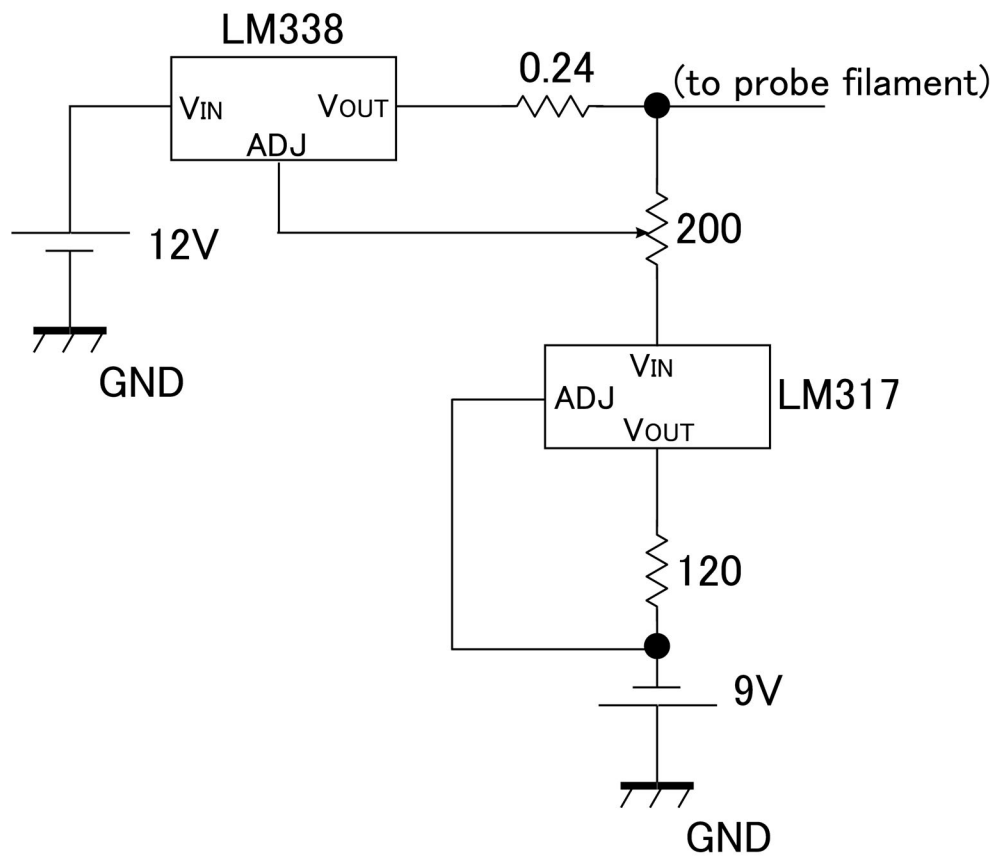 LM338
0.24
(to probe filament)
VIN
VOUT
ADJ
200
12V
GND
VIN
ADJ
LM317
VOUT
120
9V
GND